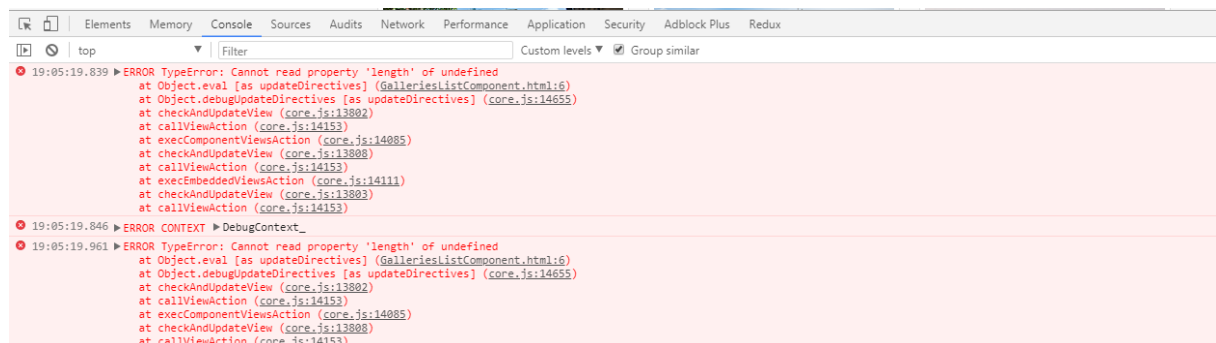 Elements Memory Console Sources Audits Network Performance Application Security Adblock Plus Redux
top ▼ Filter Custom levels ▼ Group similar
19:05:19.839 ▶ERROR TypeError: Cannot read property 'length' of undefined
at Object.eval [as updateDirectives] (GalleriesListComponent.html:6)
at Object.debugUpdateDirectives [as updateDirectives] (core.js:14655)
at checkAndUpdateView (core.js:13802)
at callViewAction (core.js:14153)
at execComponentViewsAction (core.js:14085)
at checkAndUpdateView (core.js:13808)
at callViewAction (core.js:14153)
at execEmbeddedViewsAction (core.js:14111)
at checkAndUpdateView (core.js:13803)
at callViewAction (core.js:14153)
19:05:19.846 ▶ERROR CONTEXT ▶DebugContext_
19:05:19.961 ▶ERROR TypeError: Cannot read property 'length' of undefined
at Object.eval [as updateDirectives] (GalleriesListComponent.html:6)
at Object.debugUpdateDirectives [as updateDirectives] (core.js:14655)
at checkAndUpdateView (core.js:13802)
at callViewAction (core.js:14153)
at execComponentViewsAction (core.js:14085)
at checkAndUpdateView (core.js:13808)
at callViewAction (core.js:14153)